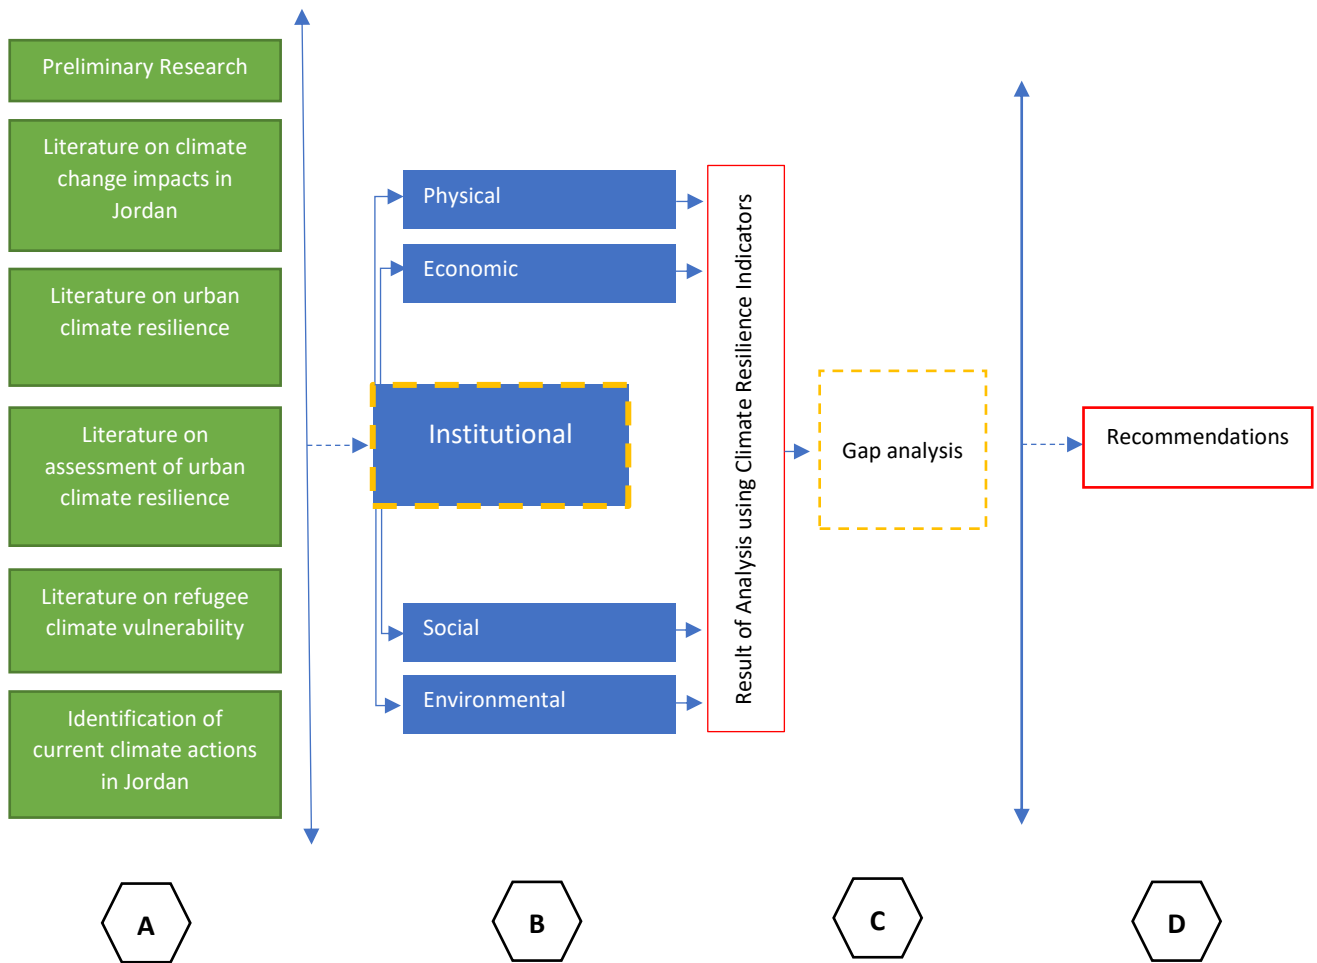 Preliminary Research
Literature on climate
change impacts in
Jordan
Literature on urban
climate resilience
Literature on
assessment of urban
climate resilience
Literature on refugee
climate vulnerability
Identification of
current climate actions
in Jordan
Physical
Economic
Institutional
Social
Environmental
Result of Analysis using Climate Resilience Indicators
Gap analysis
Recommendations
A
B
C
D